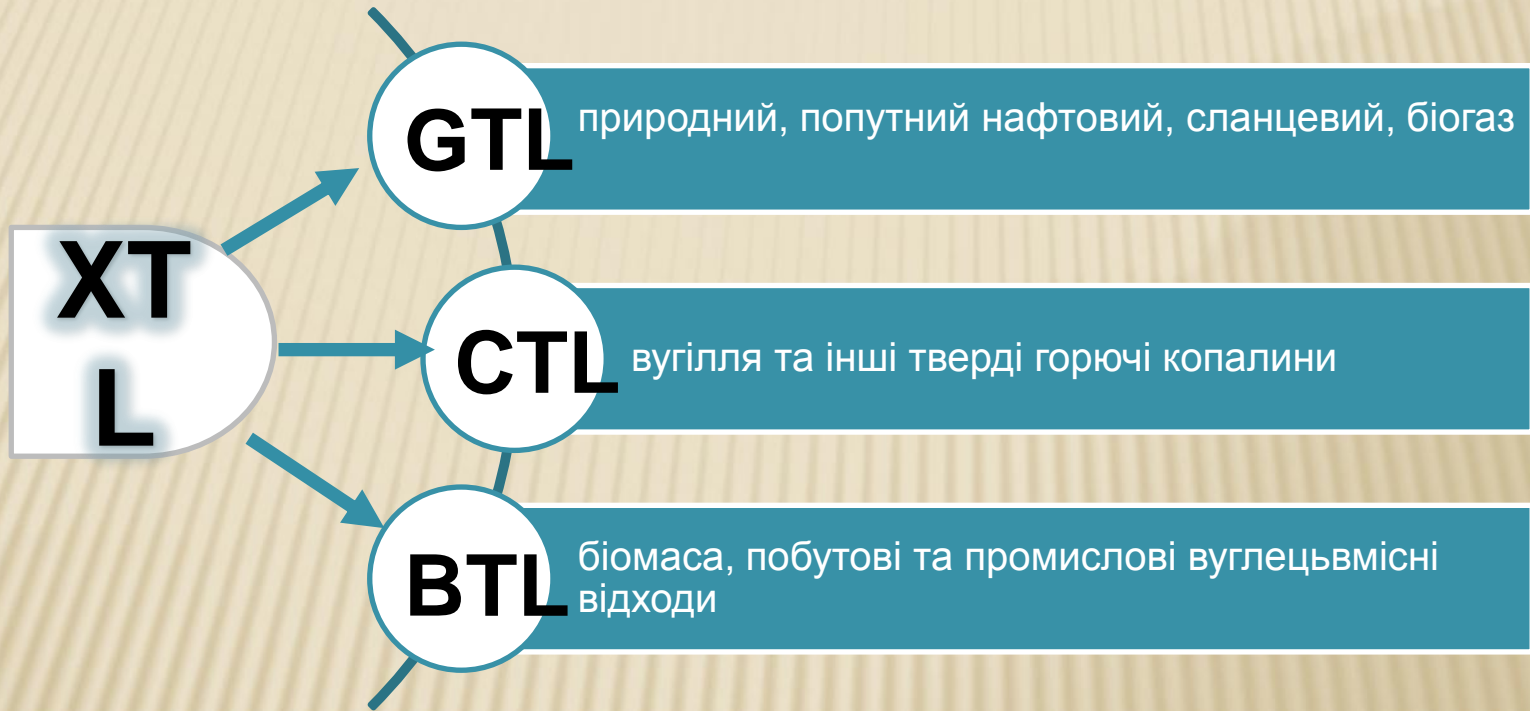 XT
L
GTL
природний, попутний нафтовий, сланцевий, біогаз
CTL
вугілля та інші тверді горючі копалини
BTL
біомаса, побутові та промислові вуглецьвмісні
відходи